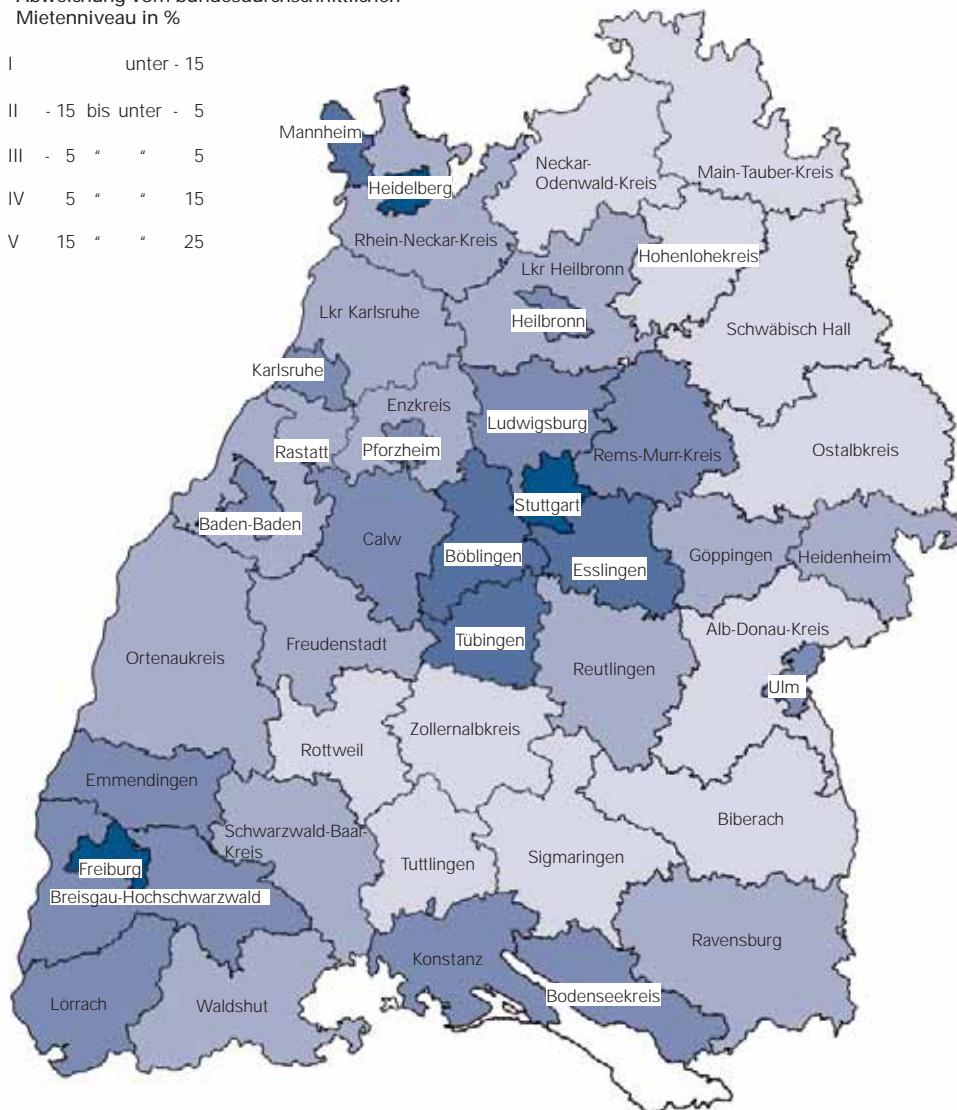 Abweichung vom bundesdurchschnittlichen
Mietenniveau in %
I unter - 15
II - 15 bis unter - 5
III - 5 “ “ 5
IV 5 “ “ 15
V 15 “ “ 25
Mannheim
Heidelberg
Neckar-
Odenwald-Kreis
Main-Tauber-Kreis
Rhein-Neckar-Kreis
Lkr Heilbronn
Hohenlohekreis
Lkr Karlsruhe
Heilbronn
Schwäbisch Hall
Karlsruhe
Enzkreis
Ludwigsburg
Rastatt
Pforzheim
Rems-Murr-Kreis
Ostalbkreis
Stuttgart
Baden-Baden
Calw
Böblingen
Esslingen
Göppingen
Heidenheim
Alb-Donau-Kreis
Ortenaukreis
Freudenstadt
Tübingen
Reutlingen
Ulm
Rottweil
Zollernalbkreis
Emmendingen
Biberach
Schwarzwald-Baar-
Kreis
Tuttlingen
Sigmaringen
Freiburg
Breisgau-Hochschwarzwald
Ravensburg
Konstanz
Bodenseekreis
Lörrach
Waldshut